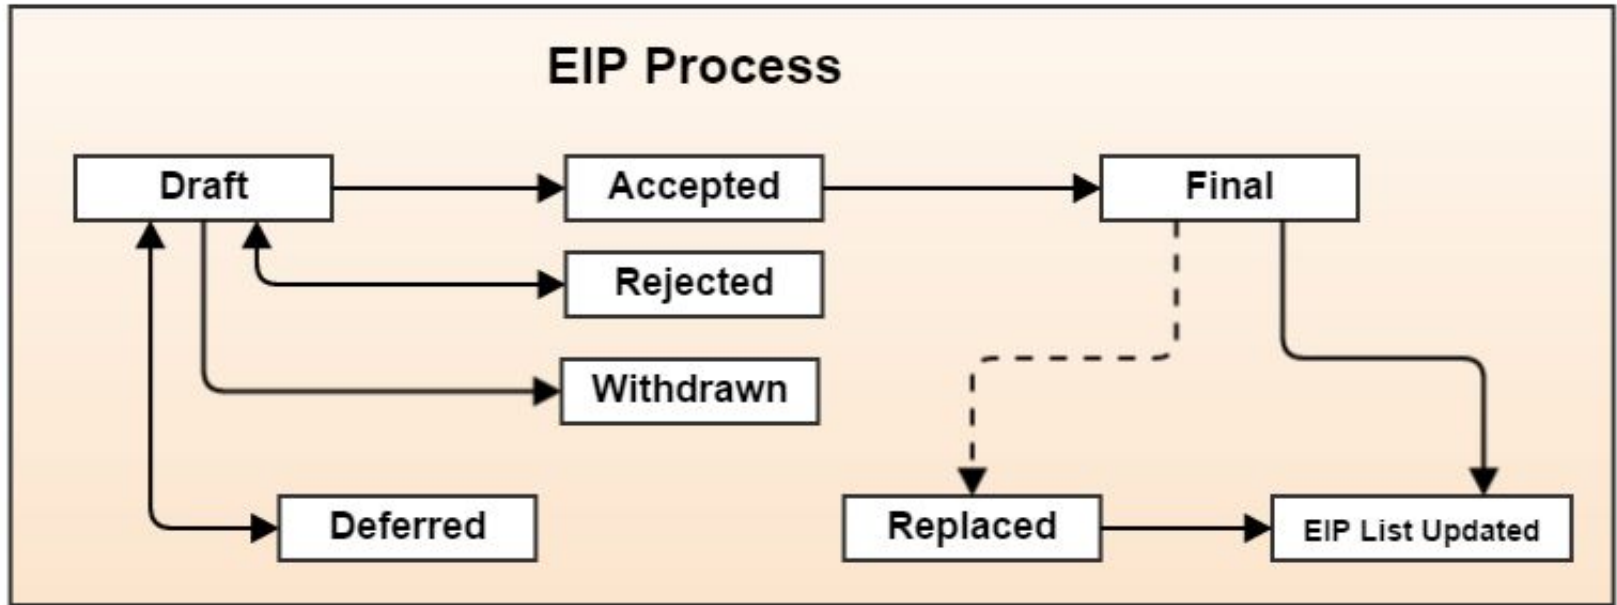 EIP Process
Draft
Accepted
Final
Rejected
Withdrawn
Deferred
Replaced
EIP List Updated